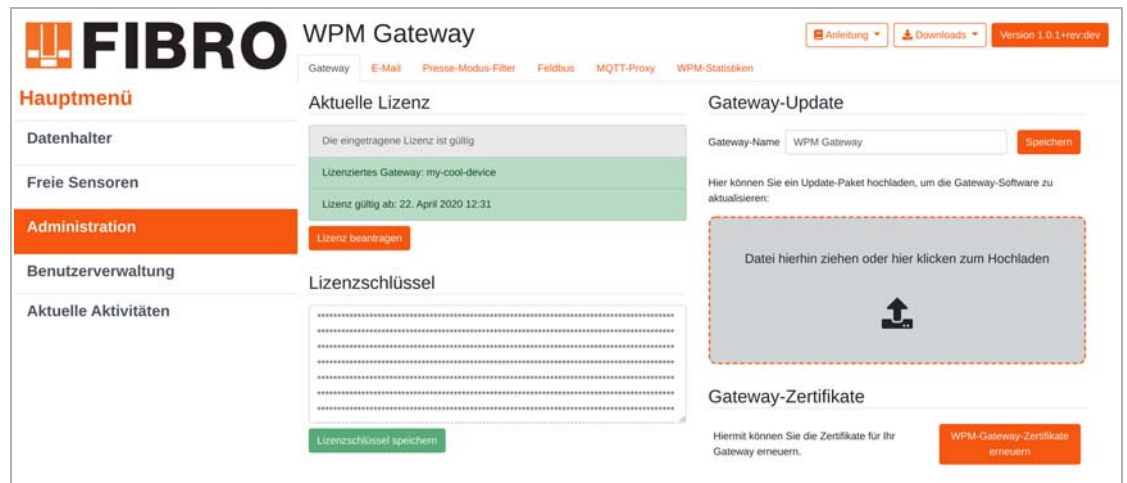 FIBRO
WPM Gateway
Anleitung
Downloads
Version 1.0.1+rev:dev
Gateway
E-Mail
Presse-Modus-Filter
Feldbus
MQTT-Proxy
WPM-Statistiken
Hauptmenü
Datenhalter
Freie Sensoren
Administration
Benutzerverwaltung
Aktuelle Aktivitäten
Aktuelle Lizenz
Die eingetragene Lizenz ist gültig
Lizenziertes Gateway: my-cool-device
Lizenz gültig ab: 22. April 2020 12:31
Lizenz beantragen
Lizenzschlüssel
Lizenzschlüssel speichern
Gateway-Update
Gateway-Name
WPM Gateway
Speichern
Hier können Sie ein Update-Paket hochladen, um die Gateway-Software zu
aktualisieren:
Datei hierhin ziehen oder hier klicken zum Hochladen
Gateway-Zertifikate
Hiermit können Sie die Zertifikate für Ihr
Gateway erneuern.
WPM-Gateway-Zertifikate
erneuern